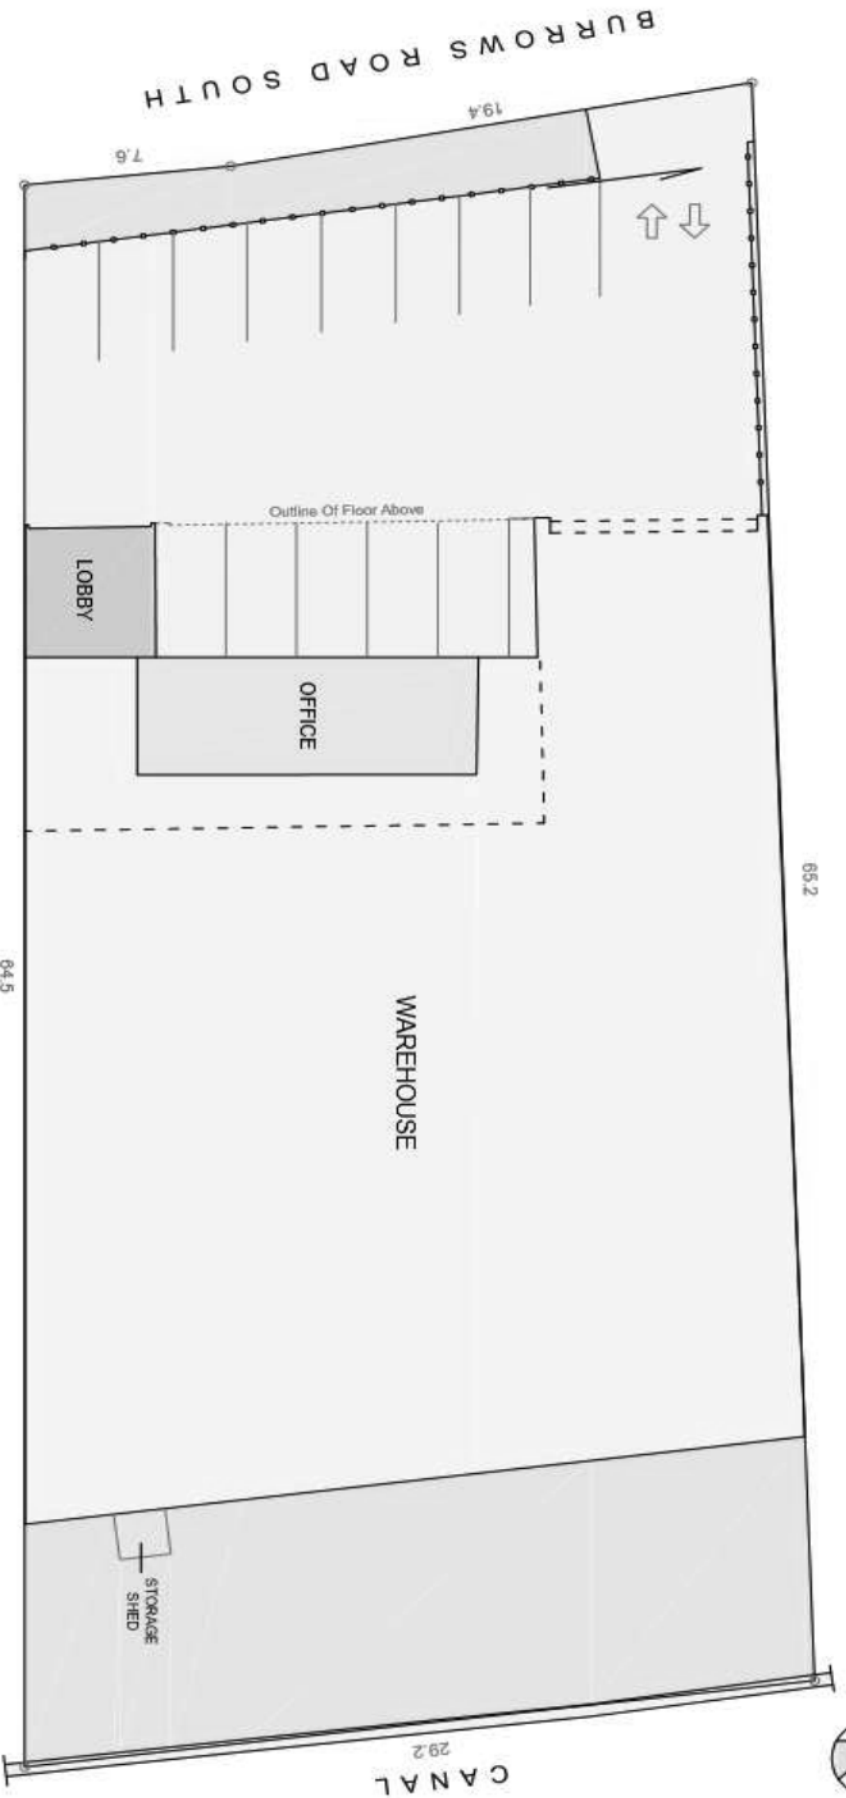 BURROWS ROAD SOUTH
7.6
19.4
Outline Of Floor Above
LOBBY
OFFICE
65.2
64.5
WAREHOUSE
STORAGE
SHED
29.2
CANAL